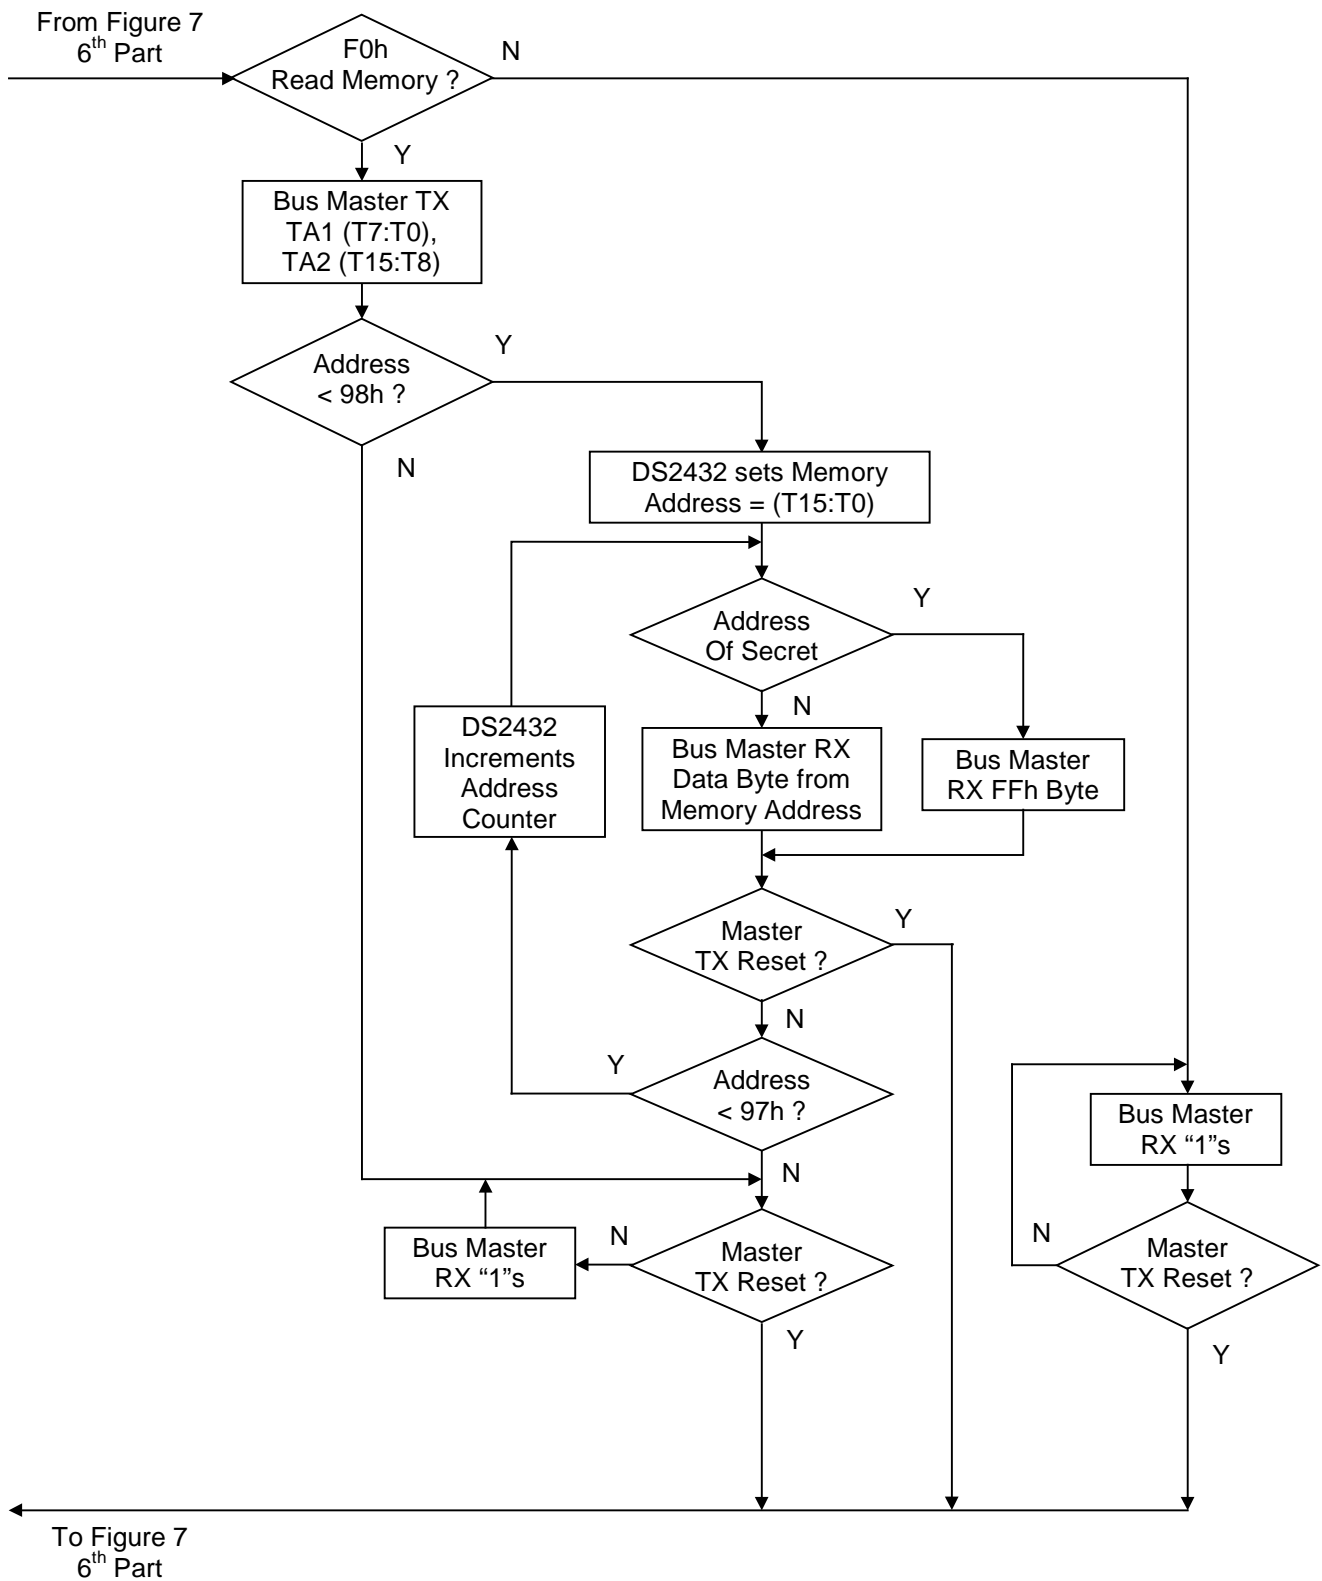 From Figure 7
6th Part
F0h
Read Memory ?
N
Y
Bus Master TX
TA1 (T7:T0),
TA2 (T15:T8)
Address
< 98h ?
Y
N
DS2432 sets Memory
Address = (T15:T0)
Address
Of Secret
Y
N
DS2432
Increments
Address
Counter
Bus Master RX
Data Byte from
Memory Address
Bus Master
RX FFh Byte
Master
TX Reset ?
Y
N
Address
< 97h ?
Y
N
Bus Master
RX “1”s
N
Master
TX Reset ?
Y
Bus Master
RX “1”s
N
Master
TX Reset ?
Y
To Figure 7
6th Part